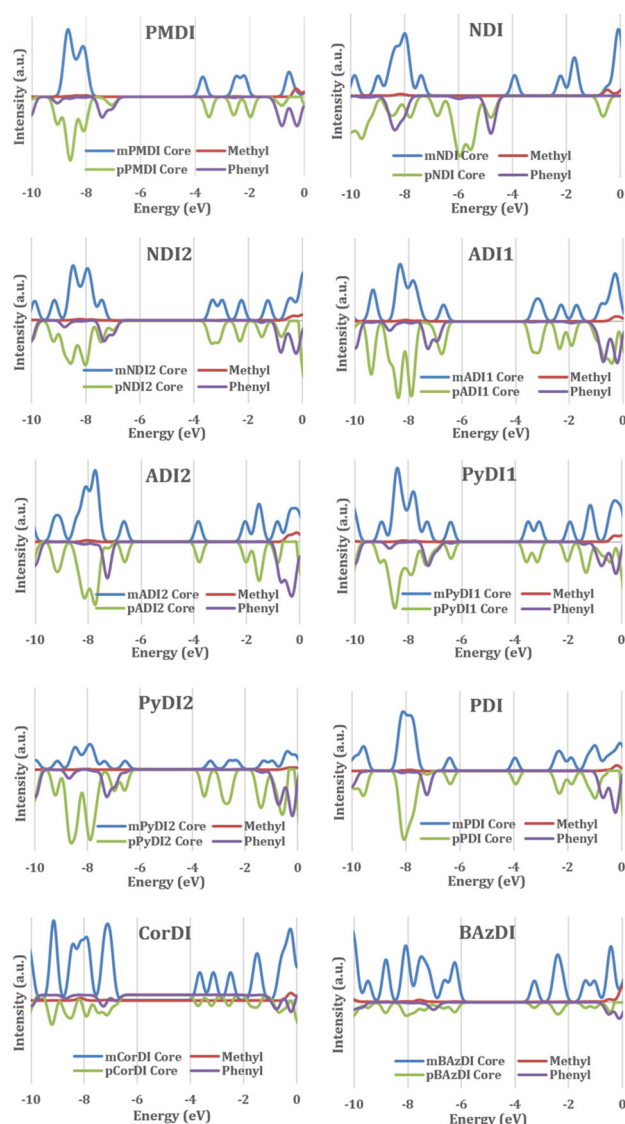 PMDI
Intensity (a.u.)
mPMDI Core Methyl
pPMDI Core Phenyl
-10 -8 -6 -4 -2 0
Energy (eV)
NDI
Intensity (a.u.)
mNDI Core Methyl
pNDI Core Phenyl
-10 -8 -6 -4 -2 0
Energy (eV)
NDI2
Intensity (a.u.)
mNDI2 Core Methyl
pNDI2 Core Phenyl
-10 -8 -6 -4 -2 0
Energy (eV)
ADI1
Intensity (a.u.)
mADI1 Core Methyl
pADI1 Core Phenyl
-10 -8 -6 -4 -2 0
Energy (eV)
ADI2
Intensity (a.u.)
mADI2 Core Methyl
pADI2 Core Phenyl
-10 -8 -6 -4 -2 0
Energy (eV)
PyDI1
Intensity (a.u.)
mPyDI1 Core Methyl
pPyDI1 Core Phenyl
-10 -8 -6 -4 -2 0
Energy (eV)
PyDI2
Intensity (a.u.)
mPyDI2 Core Methyl
pPyDI2 Core Phenyl
-10 -8 -6 -4 -2 0
Energy (eV)
PDI
Intensity (a.u.)
mPDI Core Methyl
pPDI Core Phenyl
-10 -8 -6 -4 -2 0
Energy (eV)
CorDI
Intensity (a.u.)
mCorDI Core Methyl
pCorDI Core Phenyl
-10 -8 -6 -4 -2 0
Energy (eV)
BAzDI
Intensity (a.u.)
mBAzDI Core Methyl
pBAzDI Core Phenyl
-10 -8 -6 -4 -2 0
Energy (eV)